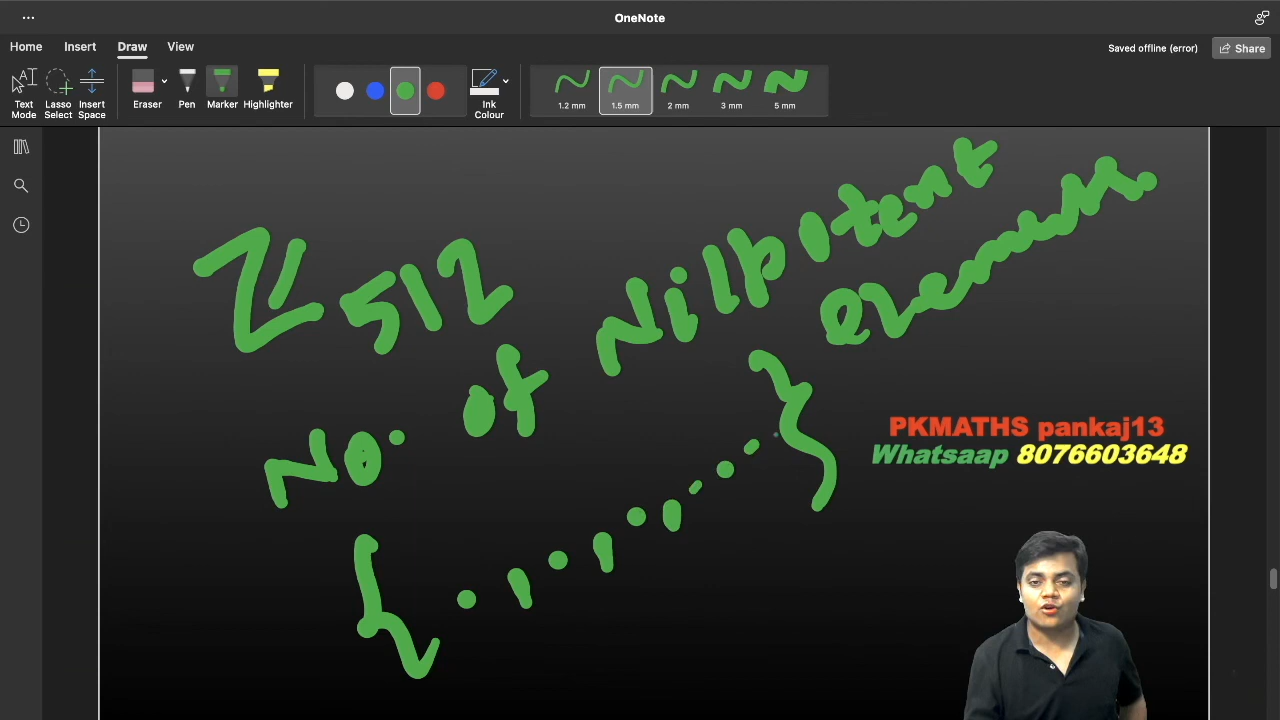 OneNote
Home Insert Draw View
Saved offline (error) Share
Text Mode
Lasso Select
Insert Space
Eraser
Pen
Marker
Highlighter
Ink Colour
1.2 mm
1.5 mm
2 mm
3 mm
5 mm
Z 512
No. of Nilpotent
elements.
{ . , . , . , . . . }
PKMATHS pankaj13
Whatsaap 8076603648